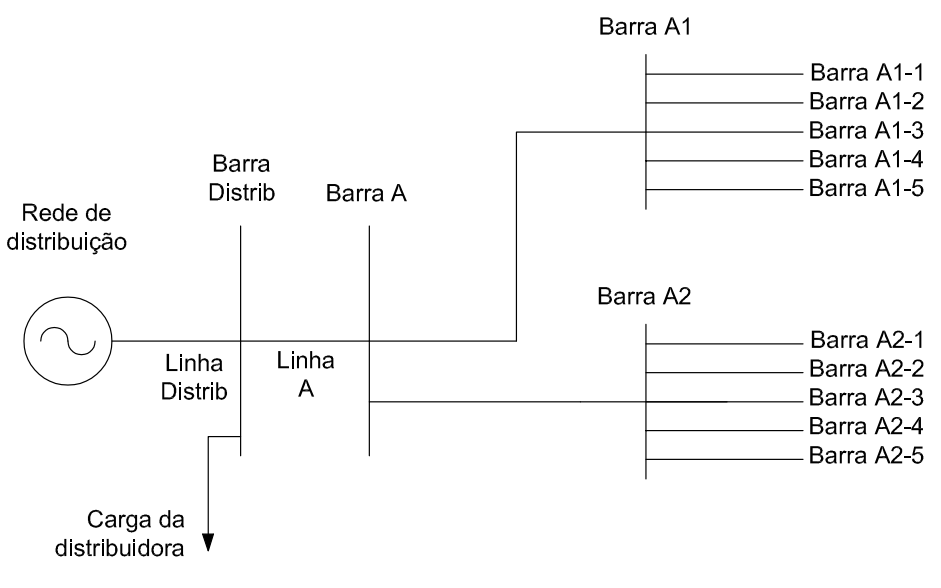 Rede de
distribuição
Barra
Distrib
Linha
Distrib
Carga da
distribuidora
Barra A
Linha
A
Barra A1
Barra A1-1
Barra A1-2
Barra A1-3
Barra A1-4
Barra A1-5
Barra A2
Barra A2-1
Barra A2-2
Barra A2-3
Barra A2-4
Barra A2-5